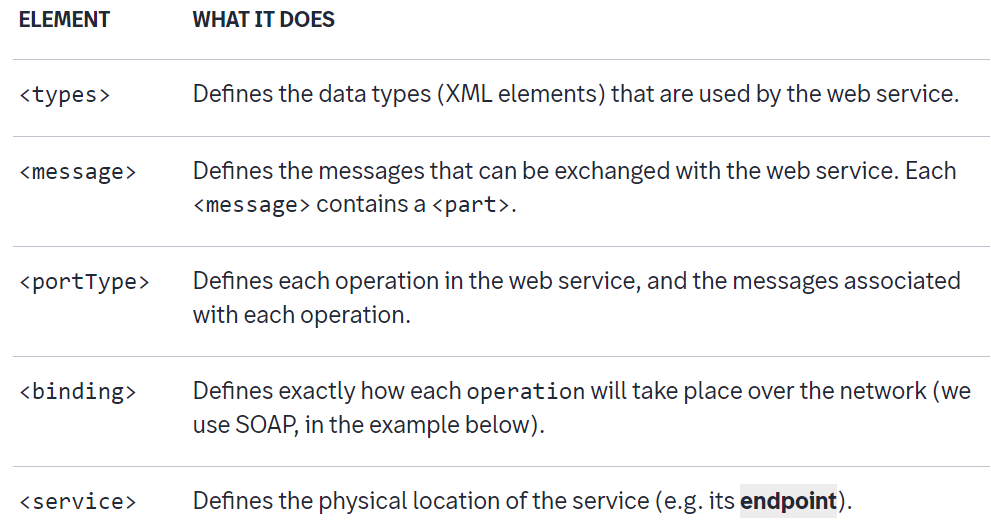 ELEMENT WHAT IT DOES
<types> Defines the data types (XML elements) that are used by the web service.
<message> Defines the messages that can be exchanged with the web service. Each
<message> contains a <part>.
<portType> Defines each operation in the web service, and the messages associated
with each operation.
<binding> Defines exactly how each operation will take place over the network (we
use SOAP, in the example below).
<service> Defines the physical location of the service (e.g. its endpoint).